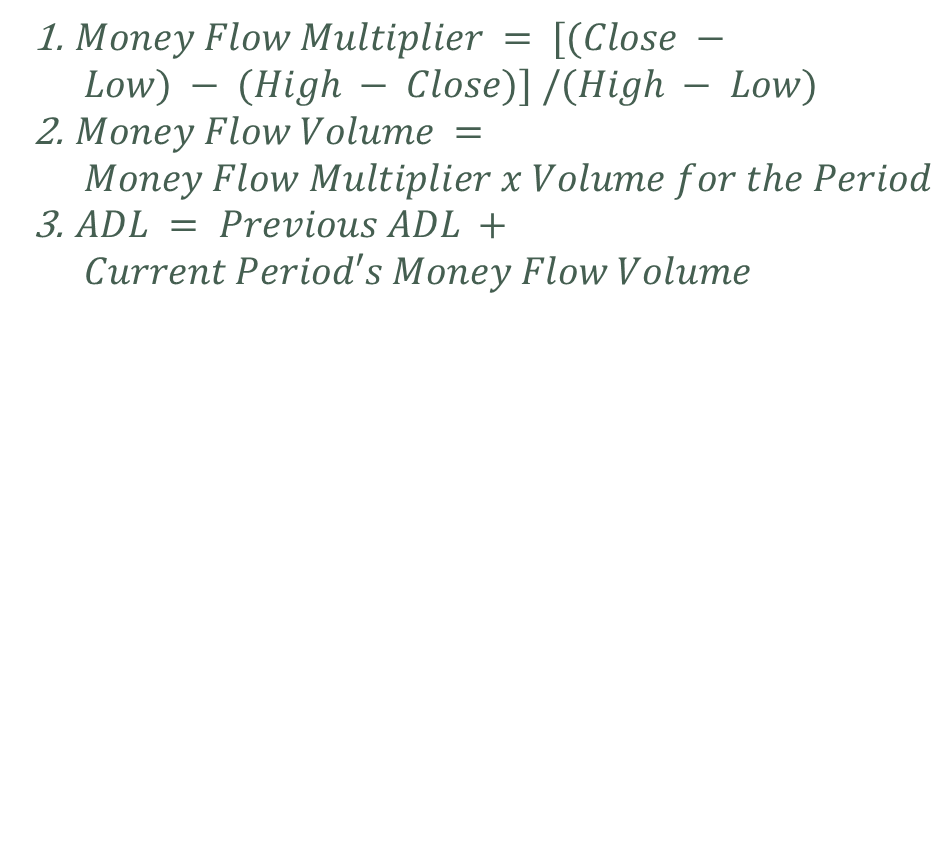 1. Money Flow Multiplier = [(Close −
Low) − (High − Close)] /(High − Low)
2. Money Flow Volume =
Money Flow Multiplier x Volume for the Period
3. ADL = Previous ADL +
Current Period's Money Flow Volume